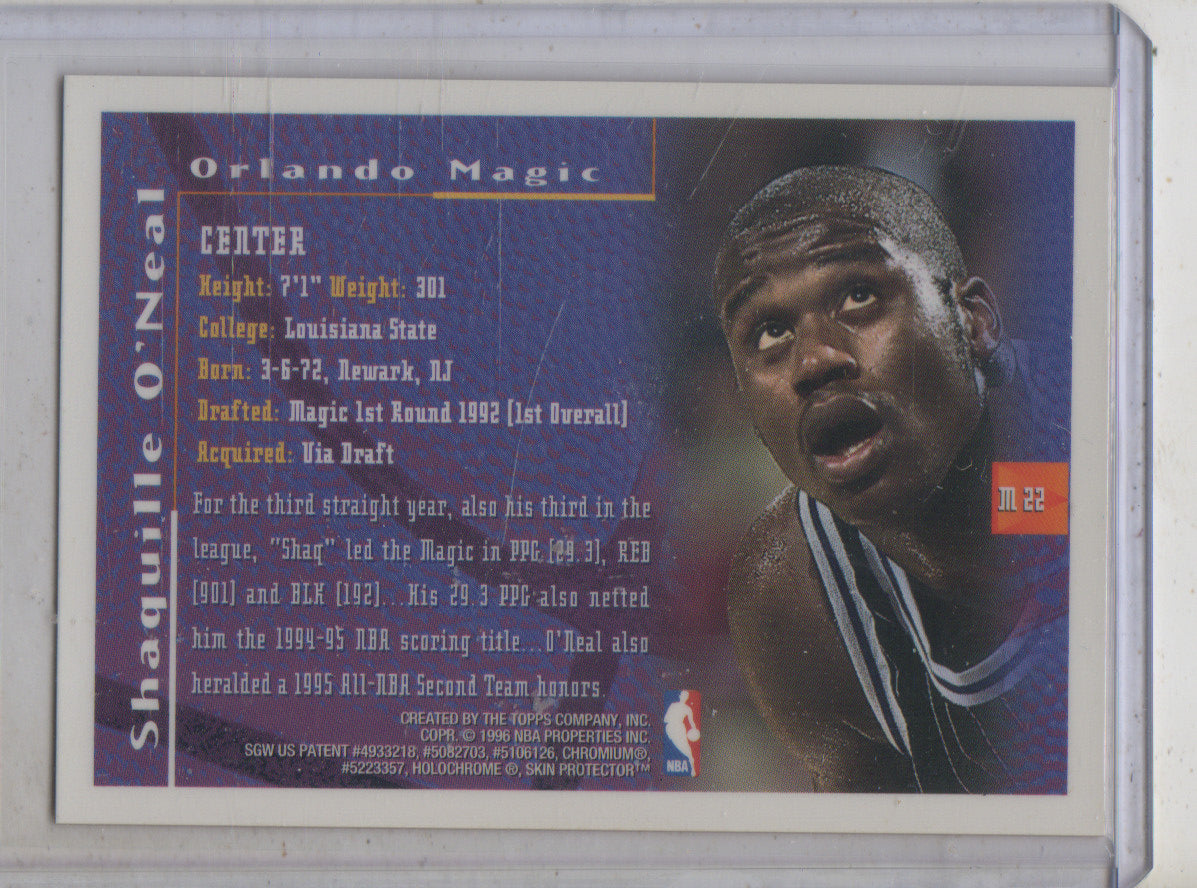 Orlando Magic
Shaquille O'Neal
CENTER
Height: 7'1" Weight: 301
College: Louisiana State
Born: 3-6-72, Newark, NJ
Drafted: Magic 1st Round 1992 (1st Overall)
Acquired: Via Draft
For the third straight year, also his third in the
league, "Shaq" led the Magic in PPG (29.3), REB
(901) and BLK (192)...His 29.3 PPG also netted
him the 1994-95 NBA scoring title...O'Neal also
heralded a 1995 All-NBA Second Team honors.
M 22
CREATED BY THE TOPPS COMPANY, INC.
COPR. © 1996 NBA PROPERTIES INC.
SGW US PATENT #4933218, #5082703, #5106126, CHROMIUM®,
#5223357, HOLOCHROME ®, SKIN PROTECTOR™
NBA